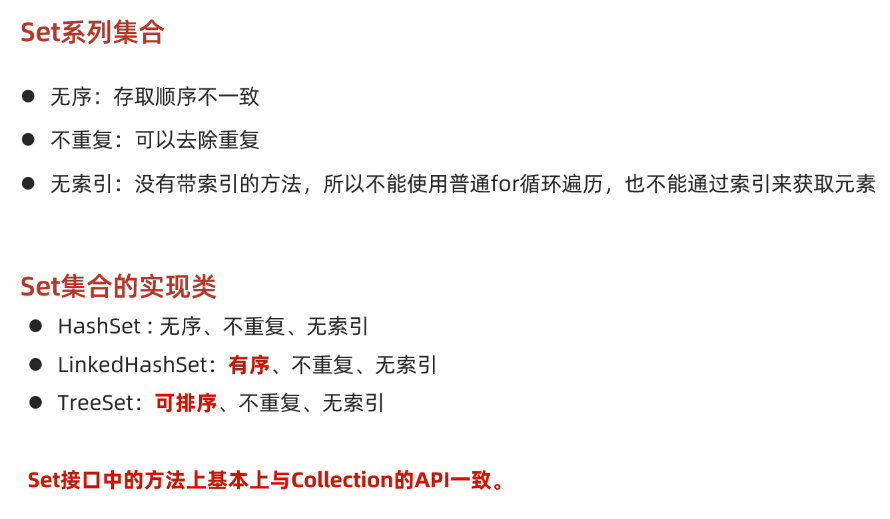 Set系列集合
● 无序：存取顺序不一致
● 不重复：可以去除重复
● 无索引：没有带索引的方法，所以不能使用普通for循环遍历，也不能通过索引来获取元素
Set集合的实现类
● HashSet : 无序、不重复、无索引
● LinkedHashSet：有序、不重复、无索引
● TreeSet：可排序、不重复、无索引
Set接口中的方法上基本上与Collection的API一致。